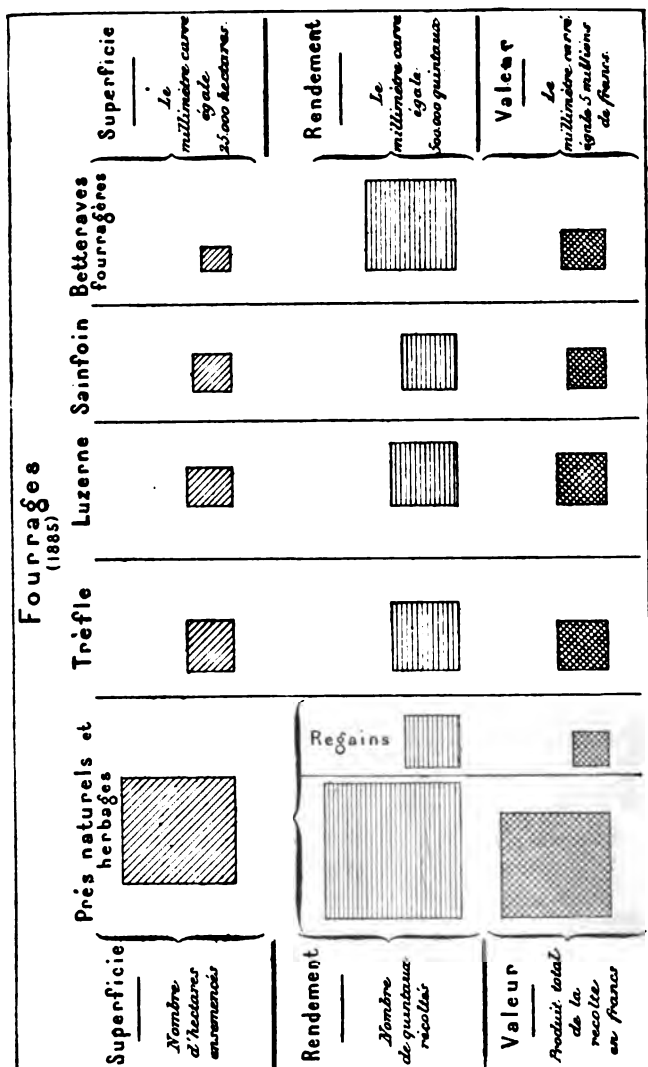 Fourrages
(1885)
Prés naturels et
herbages
Trèfle
Luzerne
Sainfoin
Betteraves
fourragères
Superficie
Nombre
d'hectares
ensemencés
Superficie
Le
millimètre carré
égale
25.000 hectares.
Rendement
Nombre
de quintaux
récoltés
Regains
Rendement
Le
millimètre carré
égale
500.000 quintaux
Valeur
Produit total
de la
récolte
en francs
Valeur
Le
millimètre carré
égale 5 millions
de francs.